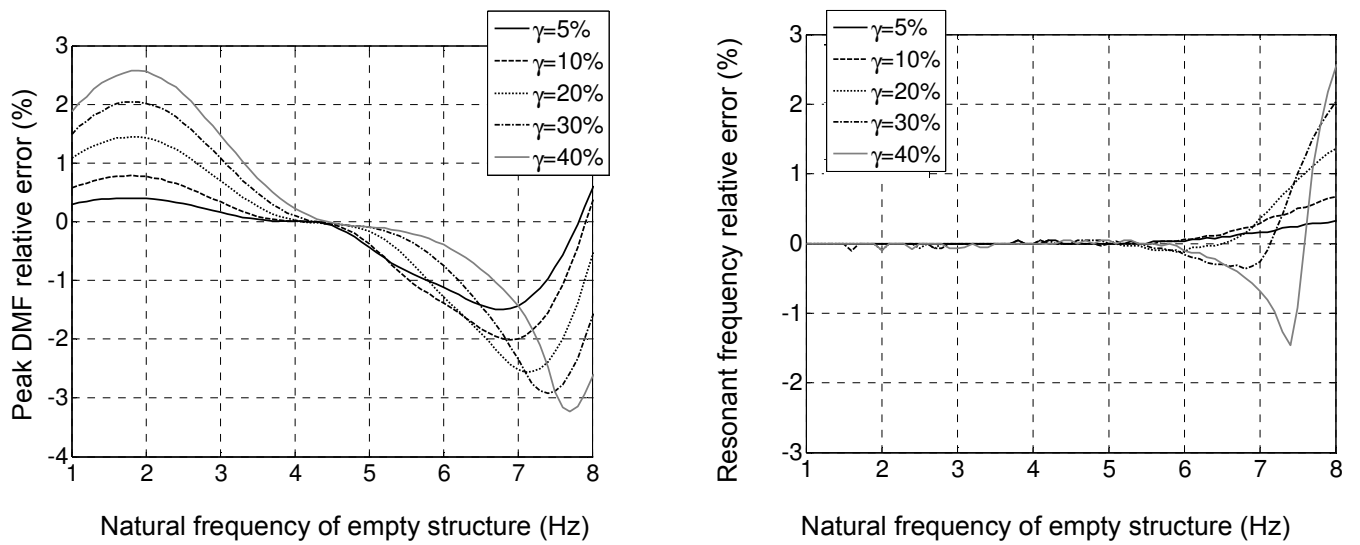 Peak DMF relative error (%)
3
2
1
0
-1
-2
-3
-4
1 2 3 4 5 6 7 8
Natural frequency of empty structure (Hz)
γ=5%
γ=10%
γ=20%
γ=30%
γ=40%
Resonant frequency relative error (%)
3
2
1
0
-1
-2
-3
1 2 3 4 5 6 7 8
Natural frequency of empty structure (Hz)
γ=5%
γ=10%
γ=20%
γ=30%
γ=40%